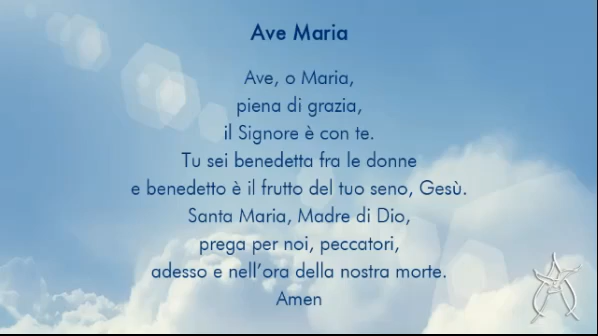 Ave Maria
Ave, o Maria,
piena di grazia,
il Signore è con te.
Tu sei benedetta fra le donne
e benedetto è il frutto del tuo seno, Gesù.
Santa Maria, Madre di Dio,
prega per noi, peccatori,
adesso e nell'ora della nostra morte.
Amen